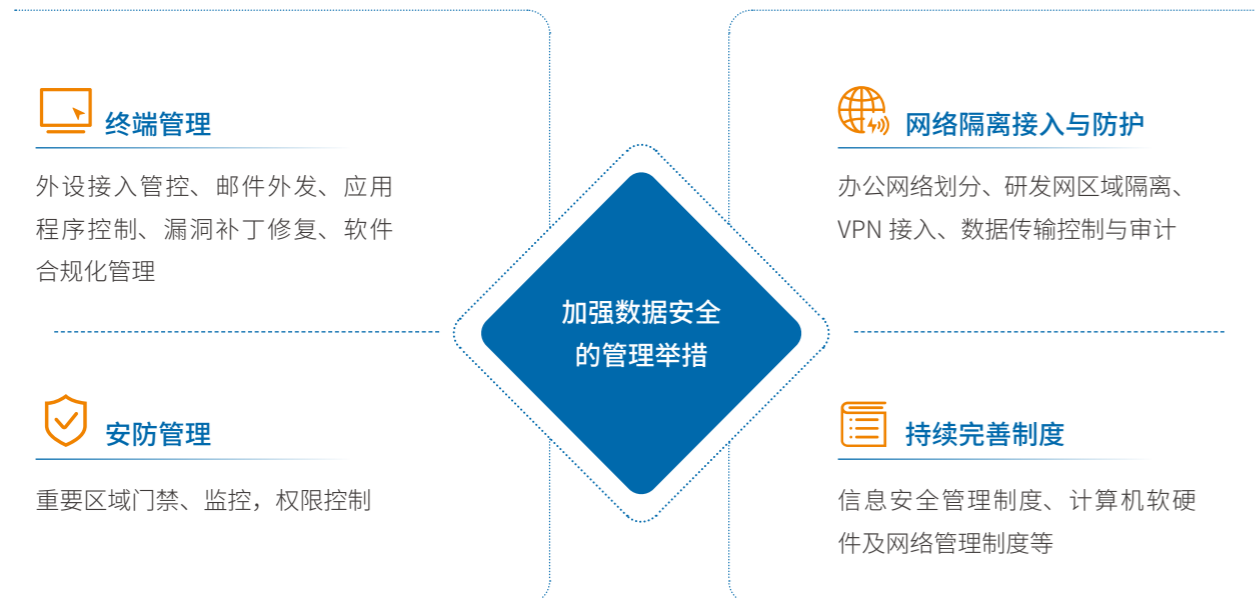 终端管理
外设接入管控、邮件外发、应用
程序控制、漏洞补丁修复、软件
合规化管理
网络隔离接入与防护
办公网络划分、研发网区域隔离、
VPN 接入、数据传输控制与审计
加强数据安全
的管理举措
安防管理
重要区域门禁、监控，权限控制
持续完善制度
信息安全管理制度、计算机软硬
件及网络管理制度等